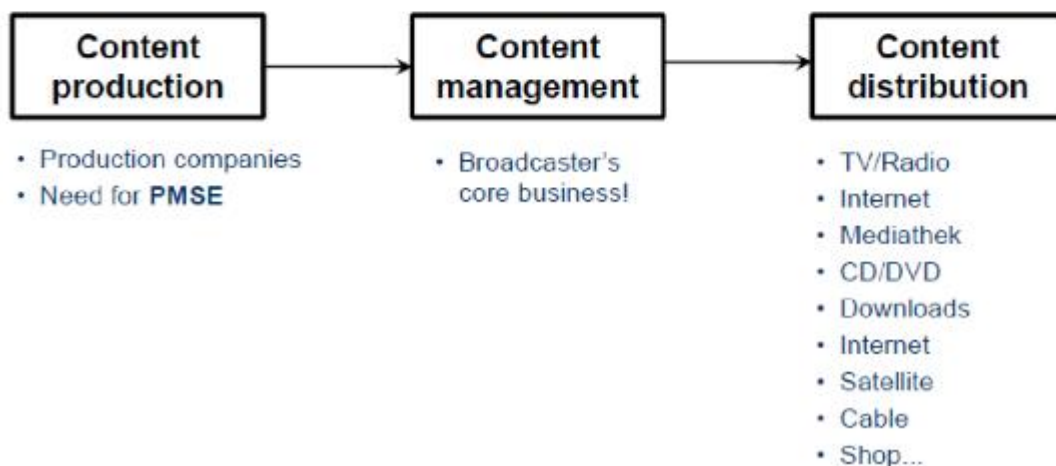 Content
production
Content
management
Content
distribution
• Production companies
• Need for PMSE
• Broadcaster's
core business!
• TV/Radio
• Internet
• Mediathek
• CD/DVD
• Downloads
• Internet
• Satellite
• Cable
• Shop...